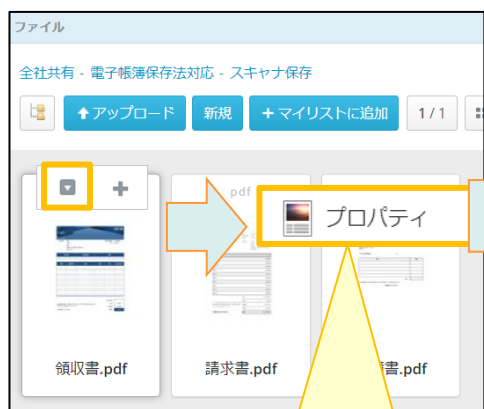 ファイル
全社共有 - 電子帳簿保存法対応 - スキャナ保存
アップロード 新規 + マイリストに追加 1 / 1
pdf
プロパティ
領収書.pdf 請求書.pdf 書.pdf